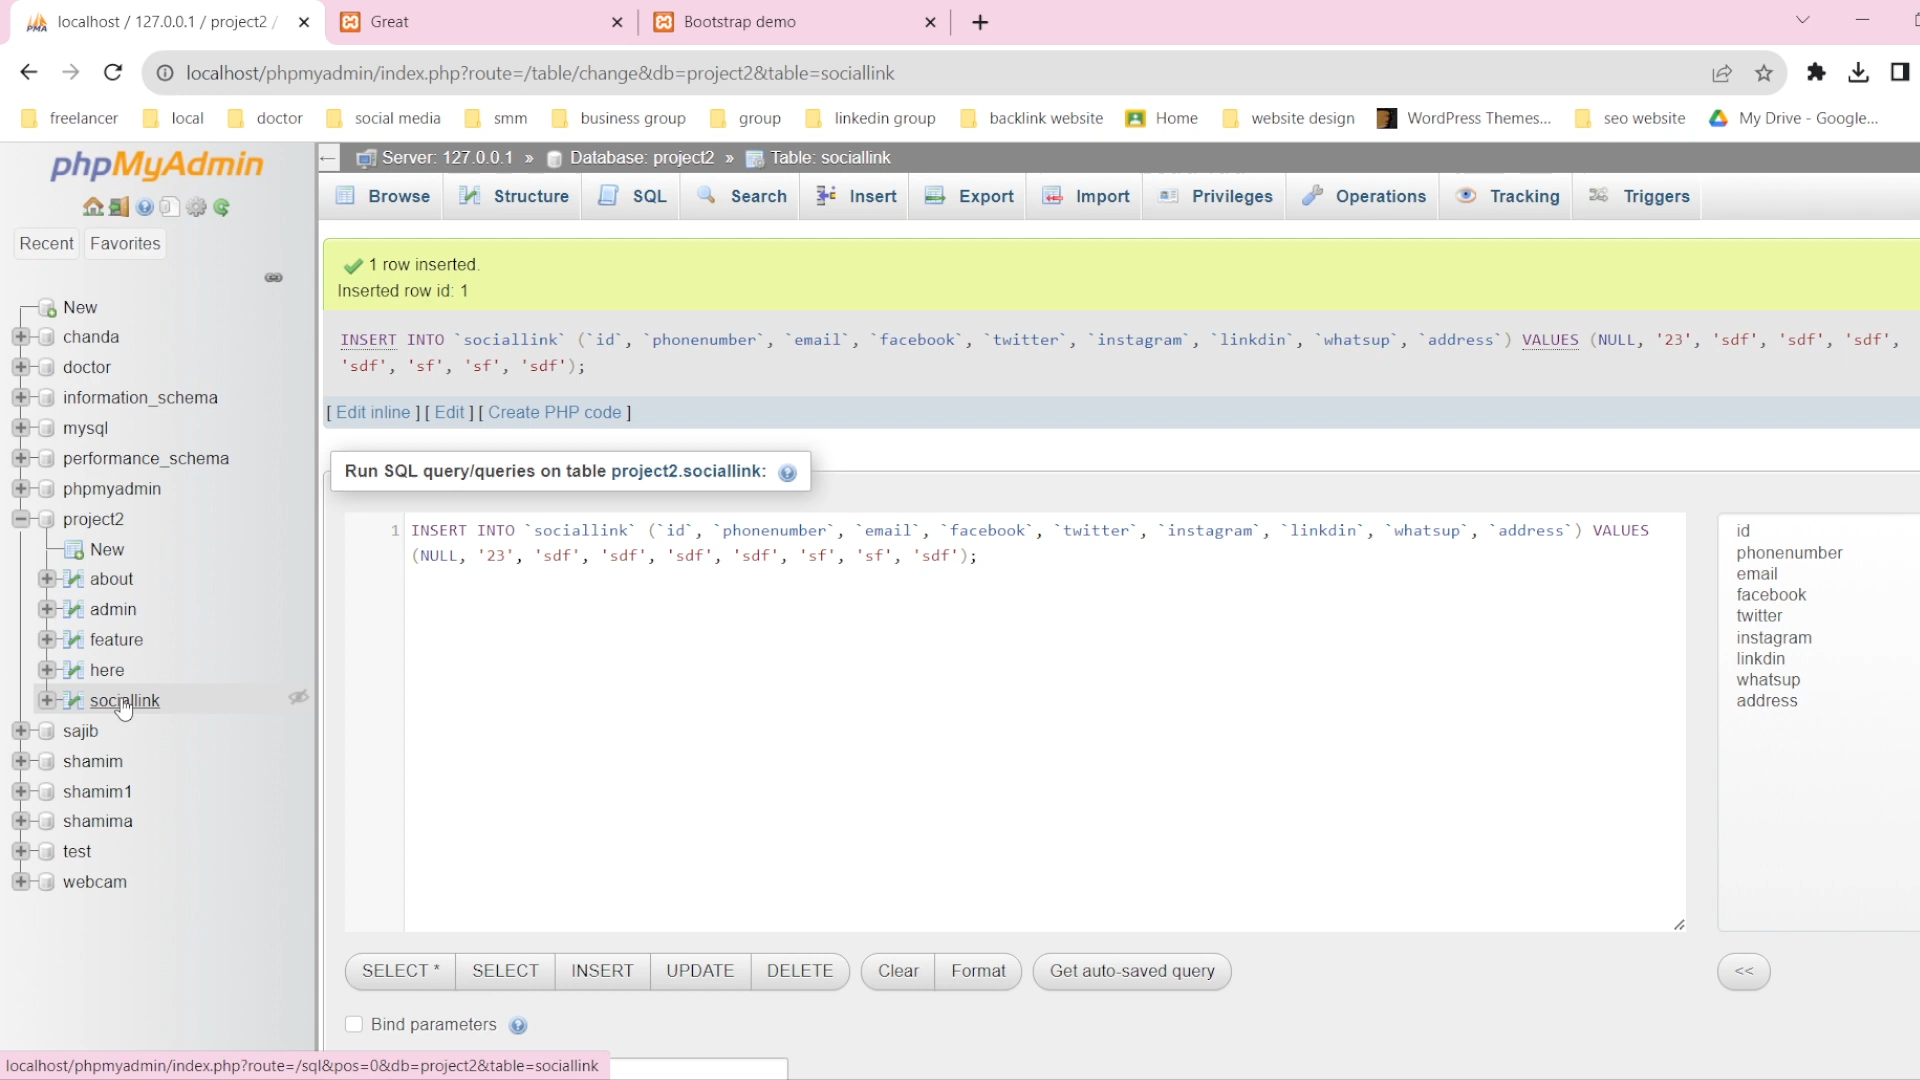 localhost / 127.0.0.1 / project2 /
Great
Bootstrap demo
localhost/phpmyadmin/index.php?route=/table/change&db=project2&table=sociallink
freelancer
local
doctor
social media
smm
business group
group
linkedin group
backlink website
Home
website design
WordPress Themes...
seo website
My Drive - Google...
phpMyAdmin
Recent
Favorites
New
chanda
doctor
information_schema
mysql
performance_schema
phpmyadmin
project2
New
about
admin
feature
here
sociallink
sajib
shamim
shamim1
shamima
test
webcam
Server: 127.0.0.1 » Database: project2 » Table: sociallink
Browse
Structure
SQL
Search
Insert
Export
Import
Privileges
Operations
Tracking
Triggers
1 row inserted.
Inserted row id: 1
INSERT INTO `sociallink` (`id`, `phonenumber`, `email`, `facebook`, `twitter`, `instagram`, `linkdin`, `whatsup`, `address`) VALUES (NULL, '23', 'sdf', 'sdf', 'sdf',
'sdf', 'sf', 'sf', 'sdf');
[ Edit inline ] [ Edit ] [ Create PHP code ]
Run SQL query/queries on table project2.sociallink:
1 INSERT INTO `sociallink` (`id`, `phonenumber`, `email`, `facebook`, `twitter`, `instagram`, `linkdin`, `whatsup`, `address`) VALUES
(NULL, '23', 'sdf', 'sdf', 'sdf', 'sdf', 'sf', 'sf', 'sdf');
id
phonenumber
email
facebook
twitter
instagram
linkdin
whatsup
address
SELECT *
SELECT
INSERT
UPDATE
DELETE
Clear
Format
Get auto-saved query
<<
Bind parameters
localhost/phpmyadmin/index.php?route=/sql&pos=0&db=project2&table=sociallink